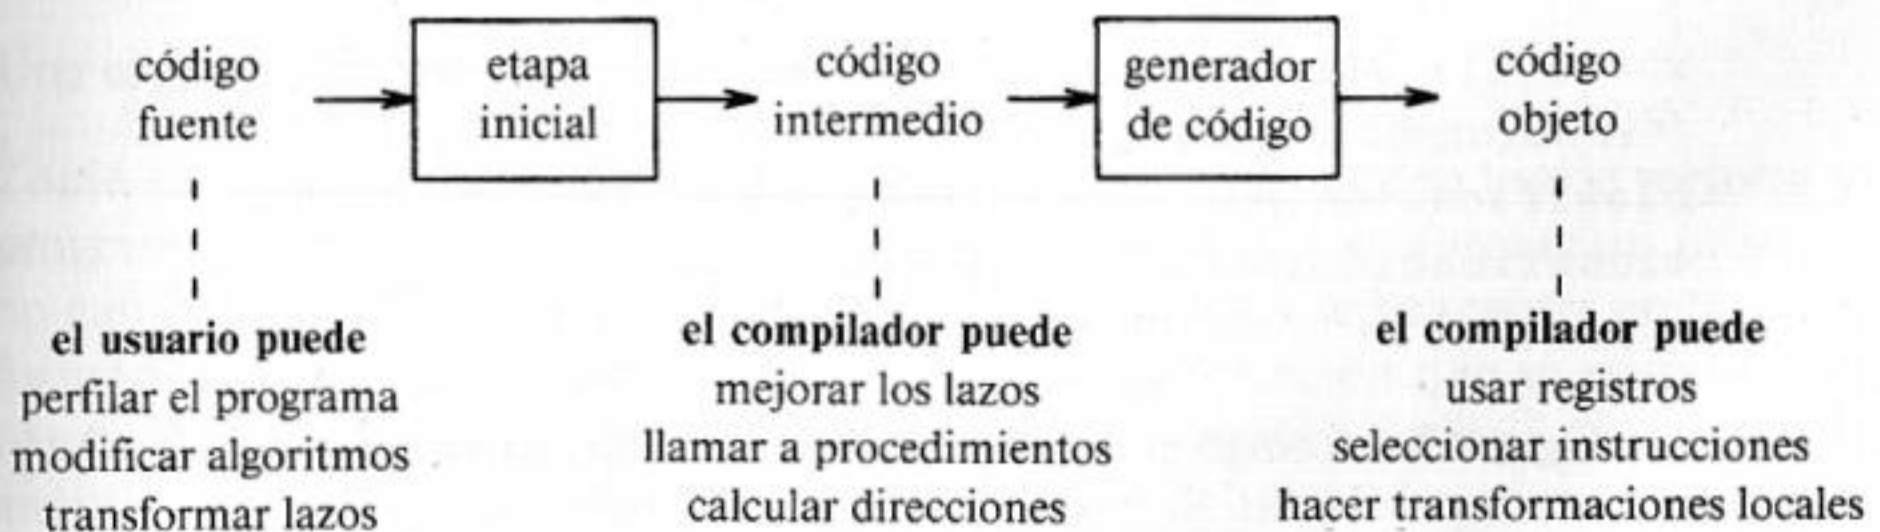 código
fuente
etapa
inicial
código
intermedio
generador
de código
código
objeto
el usuario puede
perfilar el programa
modificar algoritmos
transformar lazos
el compilador puede
mejorar los lazos
llamar a procedimientos
calcular direcciones
el compilador puede
usar registros
seleccionar instrucciones
hacer transformaciones locales